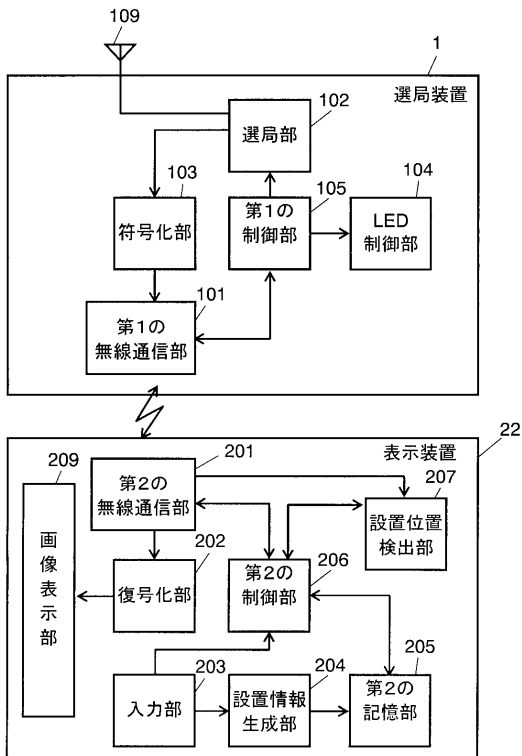 109
1
選局装置
102
選局部
103
符号化部
105
第1の
制御部
104
LED
制御部
101
第1の
無線通信部
22
表示装置
209
画像表示部
201
第2の
無線通信部
207
設置位置
検出部
202
復号化部
206
第2の
制御部
203
入力部
204
設置情報
生成部
205
第2の
記憶部